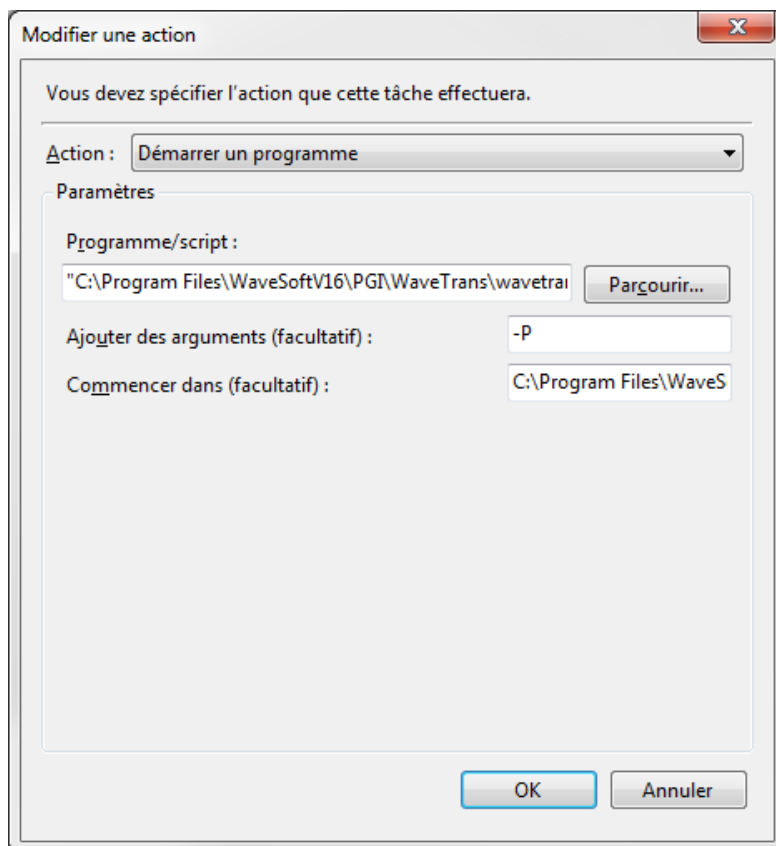 Modifier une action
Vous devez spécifier l'action que cette tâche effectuera.
Action : Démarrer un programme
Paramètres
Programme/script :
"C:\Program Files\WaveSoftV16\PGI\WaveTrans\wavetra Parcourir...
Ajouter des arguments (facultatif) : -P
Commencer dans (facultatif) : C:\Program Files\WaveS
OK Annuler